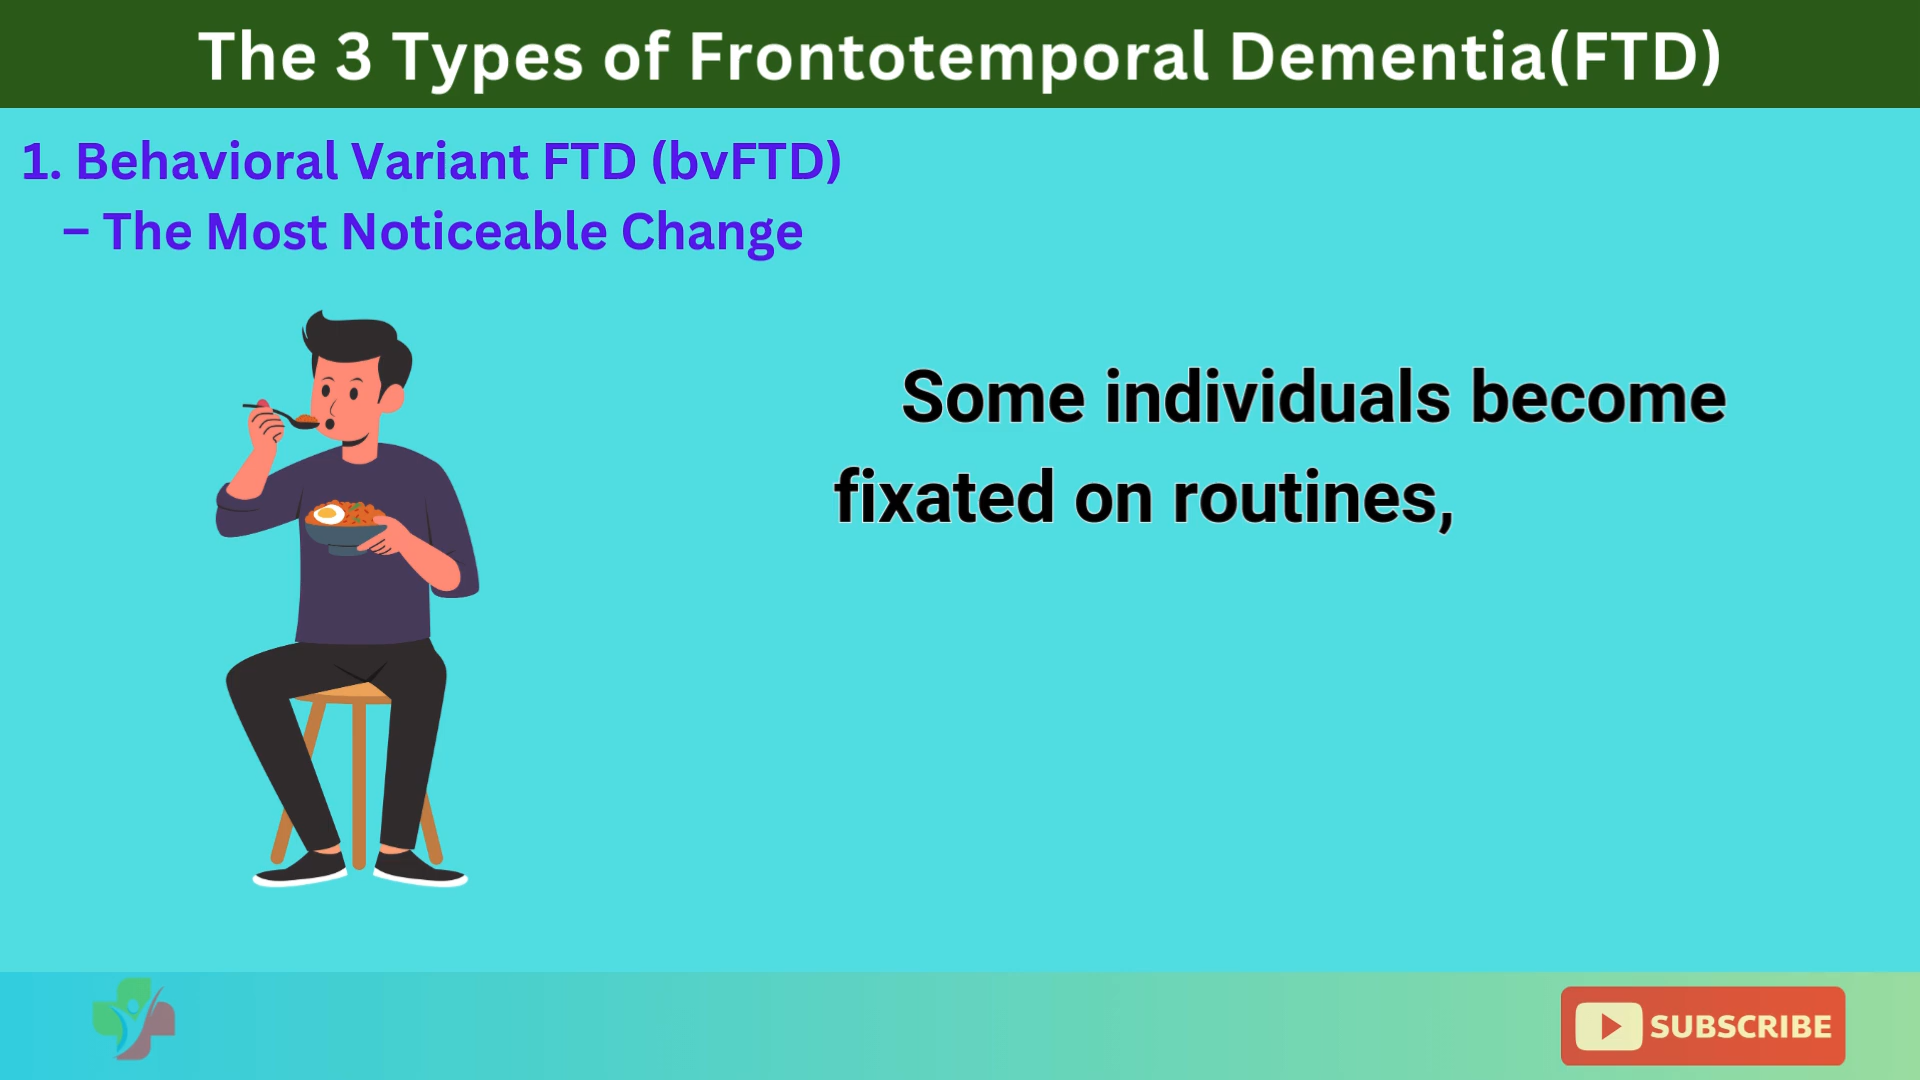 The 3 Types of Frontotemporal Dementia(FTD)
1. Behavioral Variant FTD (bvFTD)
– The Most Noticeable Change
Some individuals become
fixated on routines,
SUBSCRIBE